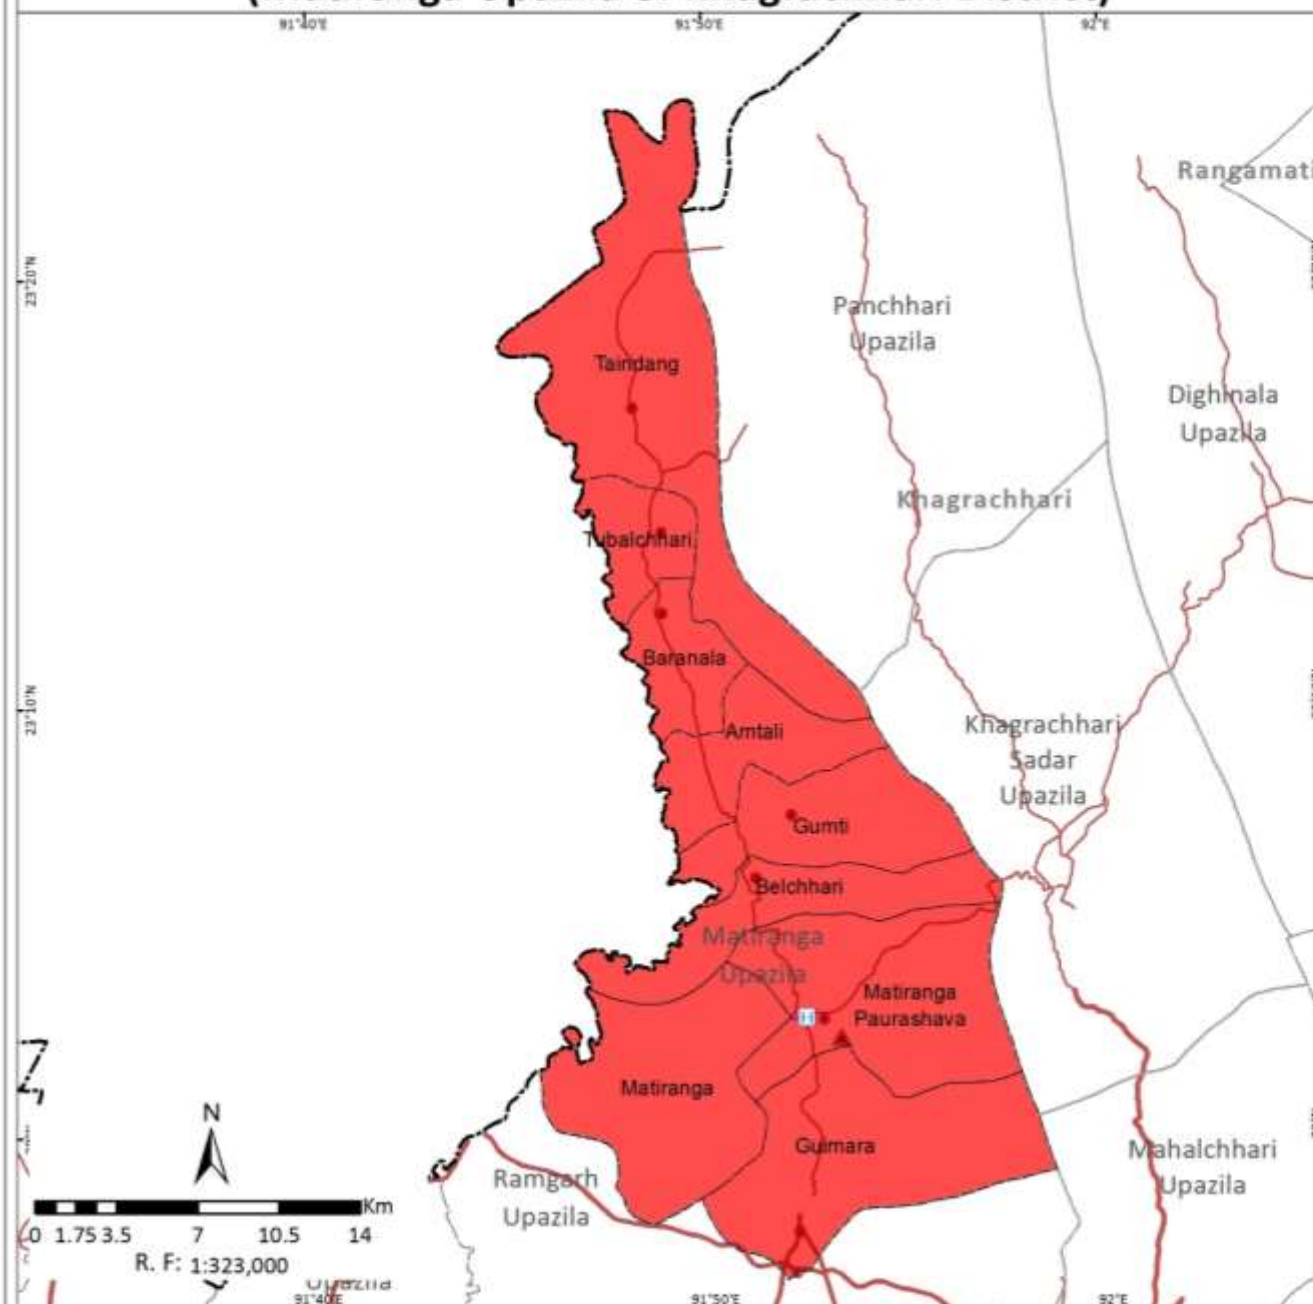 91°40'E
91°50'E
92°E
Rangamati
23°20'N
Panchhari
Upazila
Taindang
Dighinala
Upazila
Khagrachhari
Tubalchhari
Baranala
23°10'N
Khagrachhari
Sadar
Upazila
Amtali
Gumti
Belchhari
Matiranga
Upazila
Matiranga
Paurashava
H
Matiranga
N
Guimara
Mahalchhari
Upazila
Ramgarh
Upazila
Km
0 1.75 3.5 7 10.5 14
R. F: 1:323,000
Upazila
91°40'E
91°50'E
92°E